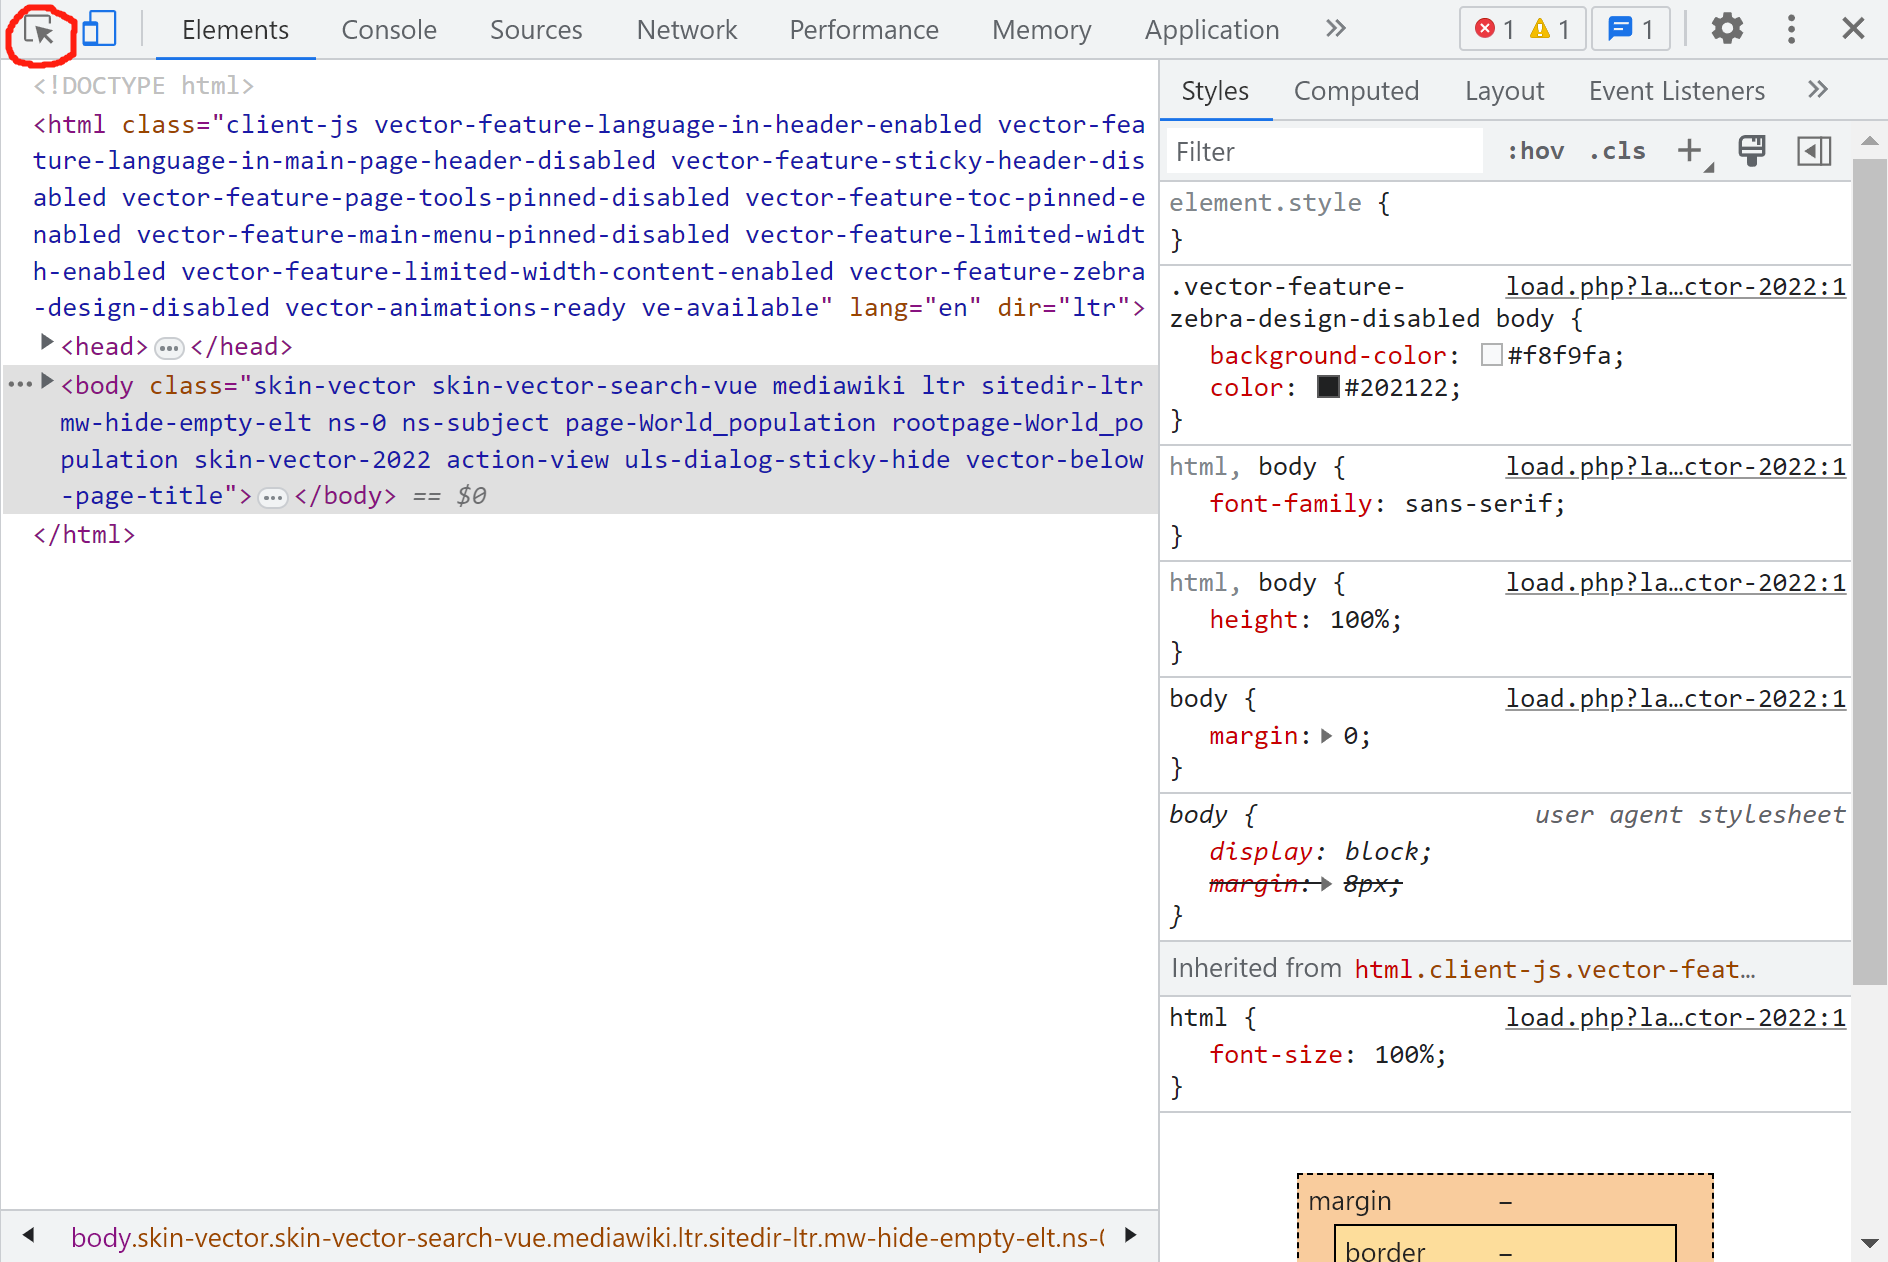 Elements Console Sources Network Performance Memory Application » 1 1 1
<!DOCTYPE html>
<html class="client-js vector-feature-language-in-header-enabled vector-fea
ture-language-in-main-page-header-disabled vector-feature-sticky-header-dis
abled vector-feature-page-tools-pinned-disabled vector-feature-toc-pinned-e
nabled vector-feature-main-menu-pinned-disabled vector-feature-limited-widt
h-enabled vector-feature-limited-width-content-enabled vector-feature-zebra
-design-disabled vector-animations-ready ve-available" lang="en" dir="ltr">
<head>…</head>
<body class="skin-vector skin-vector-search-vue mediawiki ltr sitedir-ltr
mw-hide-empty-elt ns-0 ns-subject page-World_population rootpage-World_po
pulation skin-vector-2022 action-view uls-dialog-sticky-hide vector-below
-page-title">…</body> == $0
</html>
body.skin-vector.skin-vector-search-vue.mediawiki.ltr.sitedir-ltr.mw-hide-empty-elt.ns-
Styles Computed Layout Event Listeners »
Filter :hov .cls +
element.style {
}
.vector-feature- load.php?la…ctor-2022:1
zebra-design-disabled body {
background-color: #f8f9fa;
color: #202122;
}
html, body { load.php?la…ctor-2022:1
font-family: sans-serif;
}
html, body { load.php?la…ctor-2022:1
height: 100%;
}
body { load.php?la…ctor-2022:1
margin: 0;
}
body { user agent stylesheet
display: block;
margin: 8px;
}
Inherited from html.client-js.vector-feat…
html { load.php?la…ctor-2022:1
font-size: 100%;
}
margin –
border –